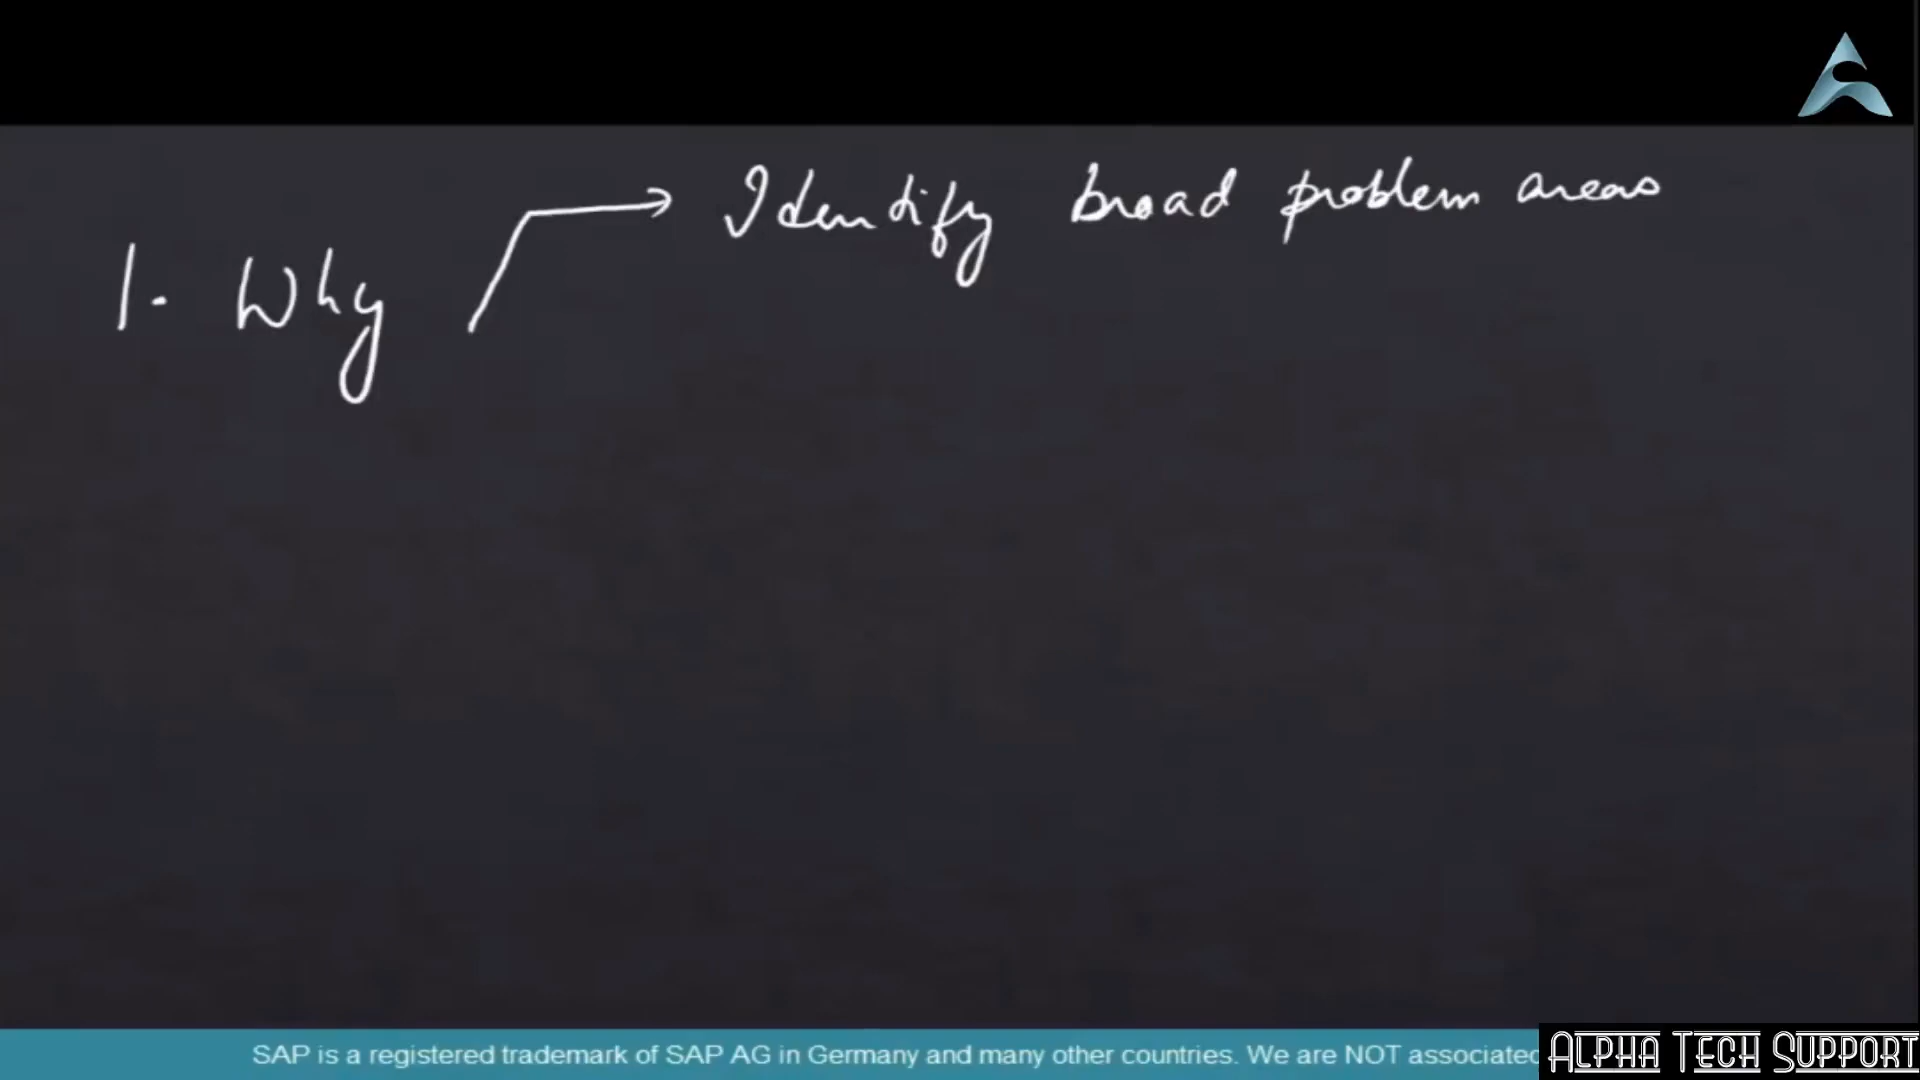 Identify broad problem areas
1. Why
SAP is a registered trademark of SAP AG in Germany and many other countries. We are NOT associated
ALPHA TECH SUPPORT